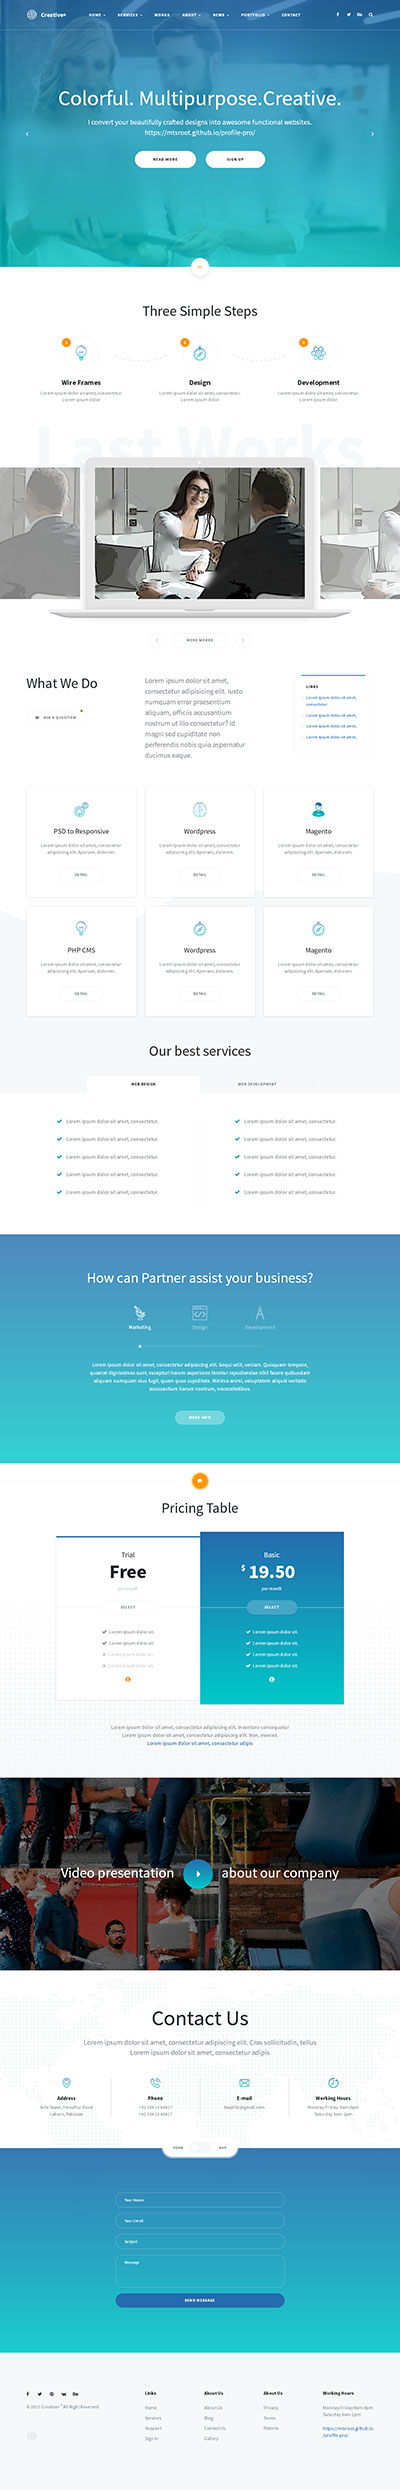 Creative+
HOME SERVICES WORKS ABOUT NEWS PORTFOLIO CONTACT
Colorful. Multipurpose.Creative.
I convert your beautifully crafted designs into awesome functional websites.
https://mtsroot.github.io/profile-pro/
READ MORE SIGN UP
Three Simple Steps
Wire Frames Design Development
Lorem ipsum dolor sit amet, consectetur. Lorem ipsum dolor sit amet, consectetur. Lorem ipsum dolor sit amet, consectetur.
Lorem ipsum dolor Lorem ipsum dolor Lorem ipsum dolor
Last Works
MORE WORKS
What We Do
ASK A QUESTION
Lorem ipsum dolor sit amet,
consectetur adipisicing elit. Iusto
numquam error praesentium
aliquam, officiis accusantium
nostrum ut illo consectetur? Id
magni sed cupiditate non
perferendis nobis quia aspernatur
ducimus eaque.
LINKS
Lorem ipsum dolor sit amet,
consectetur.
Lorem ipsum dolor sit amet,
Lorem ipsum dolor sit amet,
Lorem ipsum dolor sit amet,
PSD to Responsive Wordpress Magento
Lorem ipsum dolor sit amet, consectetur Lorem ipsum dolor sit amet, consectetur Lorem ipsum dolor sit amet, consectetur
adipisicing elit. Aperiam, dolorem. adipisicing elit. Aperiam, dolorem. adipisicing elit. Aperiam, dolorem.
DETAIL DETAIL DETAIL
PHP CMS Wordpress Magento
Lorem ipsum dolor sit amet, consectetur Lorem ipsum dolor sit amet, consectetur Lorem ipsum dolor sit amet, consectetur
adipisicing elit. Aperiam, dolorem. adipisicing elit. Aperiam, dolorem. adipisicing elit. Aperiam, dolorem.
DETAIL DETAIL DETAIL
Our best services
WEB DESIGN WEB DEVELOPMENT
Lorem ipsum dolor sit amet, consectetur. Lorem ipsum dolor sit amet, consectetur.
Lorem ipsum dolor sit amet, consectetur. Lorem ipsum dolor sit amet, consectetur.
Lorem ipsum dolor sit amet, consectetur. Lorem ipsum dolor sit amet, consectetur.
Lorem ipsum dolor sit amet, consectetur. Lorem ipsum dolor sit amet, consectetur.
Lorem ipsum dolor sit amet, consectetur. Lorem ipsum dolor sit amet, consectetur.
How can Partner assist your business?
Marketing Design Development
Lorem ipsum dolor sit amet, consectetur adipisicing elit. Sequi velit, veniam. Quisquam tempore,
quaerat dignissimos sunt, excepturi harum asperiores tenetur repudiandae nihil facere cumque quibusdam
aliquam numquam eius fugit, quam quos cupiditate. Minima animi, voluptatem aliquid veritatis
accusantium harum nostrum, necessitatibus.
MORE INFO
Pricing Table
Trial Basic
Free $ 19.50
per month per month
SELECT SELECT
Lorem ipsum dolor sit. Lorem ipsum dolor sit.
Lorem ipsum dolor sit. Lorem ipsum dolor sit.
Lorem ipsum dolor sit. Lorem ipsum dolor sit.
Lorem ipsum dolor sit. Lorem ipsum dolor sit.
Lorem ipsum dolor sit amet, consectetur adipisicing elit. Inventore consequatur
Lorem ipsum dolor sit amet, consectetur adipisicing elit. Non, eveniet.
Lorem ipsum dolor sit amet, consectetur adipis
Video presentation about our company
Contact Us
Lorem ipsum dolor sit amet, consectetur adipiscing elit. Cras sollicitudin, tellus
Lorem ipsum dolor sit amet, consectetur adipis
Address Phone E-mail Working Hours
Arfa Tower, Ferozpur Road
Lahore, Pakistan
Monday-Friday 8am-6pm
Saturday 9am-1pm
FORM MAP
Your Name
Your Email
Subject
Message
SEND MESSAGE
© 2017 Creative+™ All Right Reserved
Links About Us About Us Working Hours
Home About Us Privacy Monday-Friday 8am-6pm
Services Blog Terms Saturday 9am-1pm
Support Contact Us Patents
Sign In Gallery
https://mtsroot.github.io
/profile-pro/